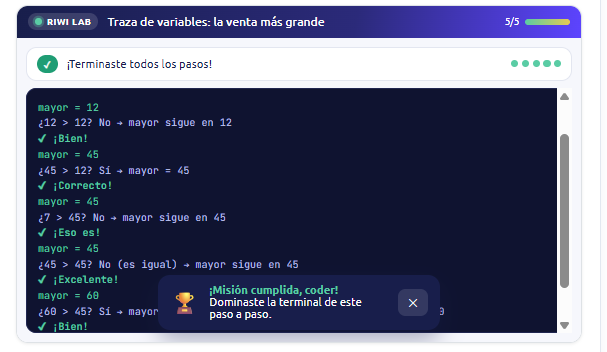 RIWI LAB Traza de variables: la venta más grande 5/5
✓ ¡Terminaste todos los pasos!
mayor = 12
¿12 > 12? No → mayor sigue en 12
✔ ¡Bien!
mayor = 45
¿45 > 12? Sí → mayor = 45
✔ ¡Correcto!
mayor = 45
¿7 > 45? No → mayor sigue en 45
✔ ¡Eso es!
mayor = 45
¿45 > 45? No (es igual) → mayor sigue en 45
✔ ¡Excelente!
mayor = 60
¿60 > 45? Sí → mayor
✔ ¡Bien!
¡Misión cumplida, coder!
Dominaste la terminal de este
paso a paso.